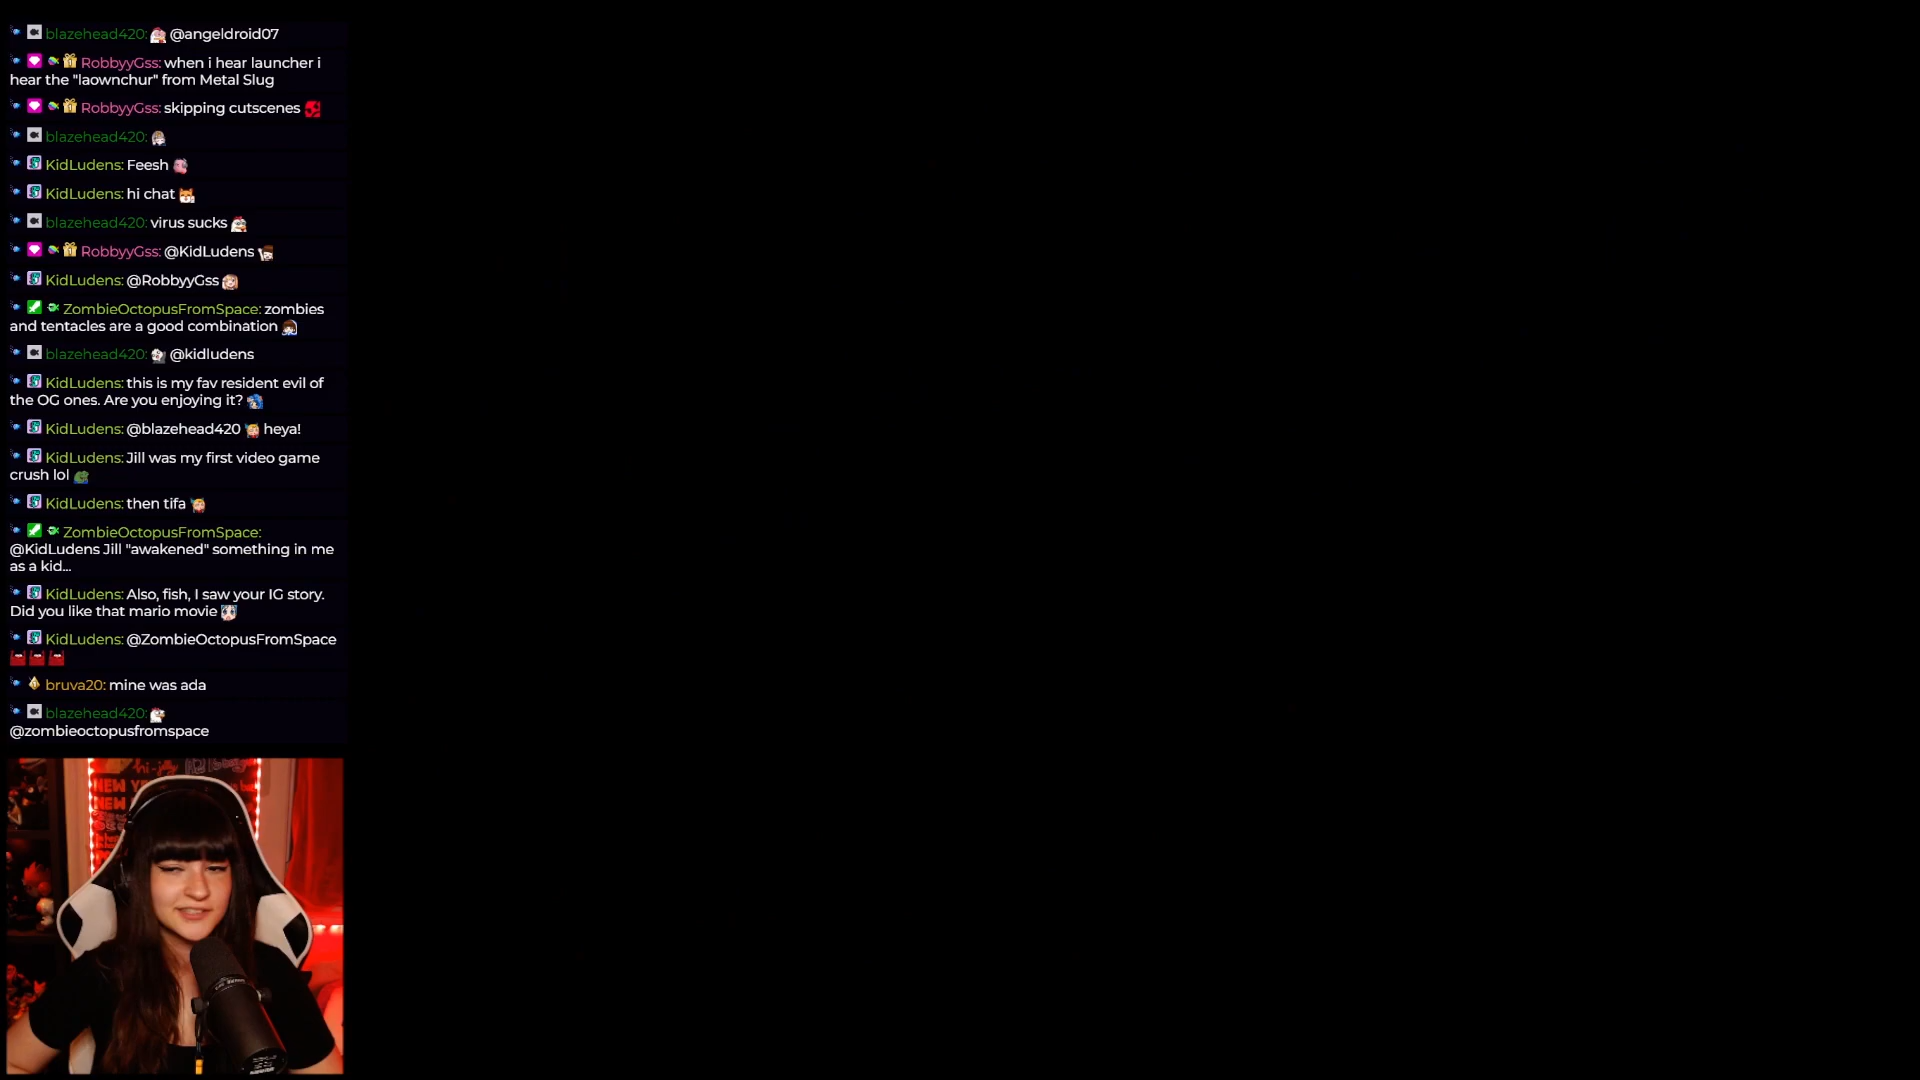 blazehead420: @angeldroid07
RobbyyGss: when i hear launcher i
hear the "laownchur" from Metal Slug
RobbyyGss: skipping cutscenes
blazehead420:
KidLudens: Feesh
KidLudens: hi chat
blazehead420: virus sucks
RobbyyGss: @KidLudens
KidLudens: @RobbyyGss
ZombieOctopusFromSpace: zombies
and tentacles are a good combination
blazehead420: @kidludens
KidLudens: this is my fav resident evil of
the OG ones. Are you enjoying it?
KidLudens: @blazehead420 heya!
KidLudens: Jill was my first video game
crush lol
KidLudens: then tifa
ZombieOctopusFromSpace:
@KidLudens Jill "awakened" something in me
as a kid...
KidLudens: Also, fish, I saw your IG story.
Did you like that mario movie
KidLudens: @ZombieOctopusFromSpace
bruva20: mine was ada
blazehead420:
@zombieoctopusfromspace
hi-
NEW
NEW